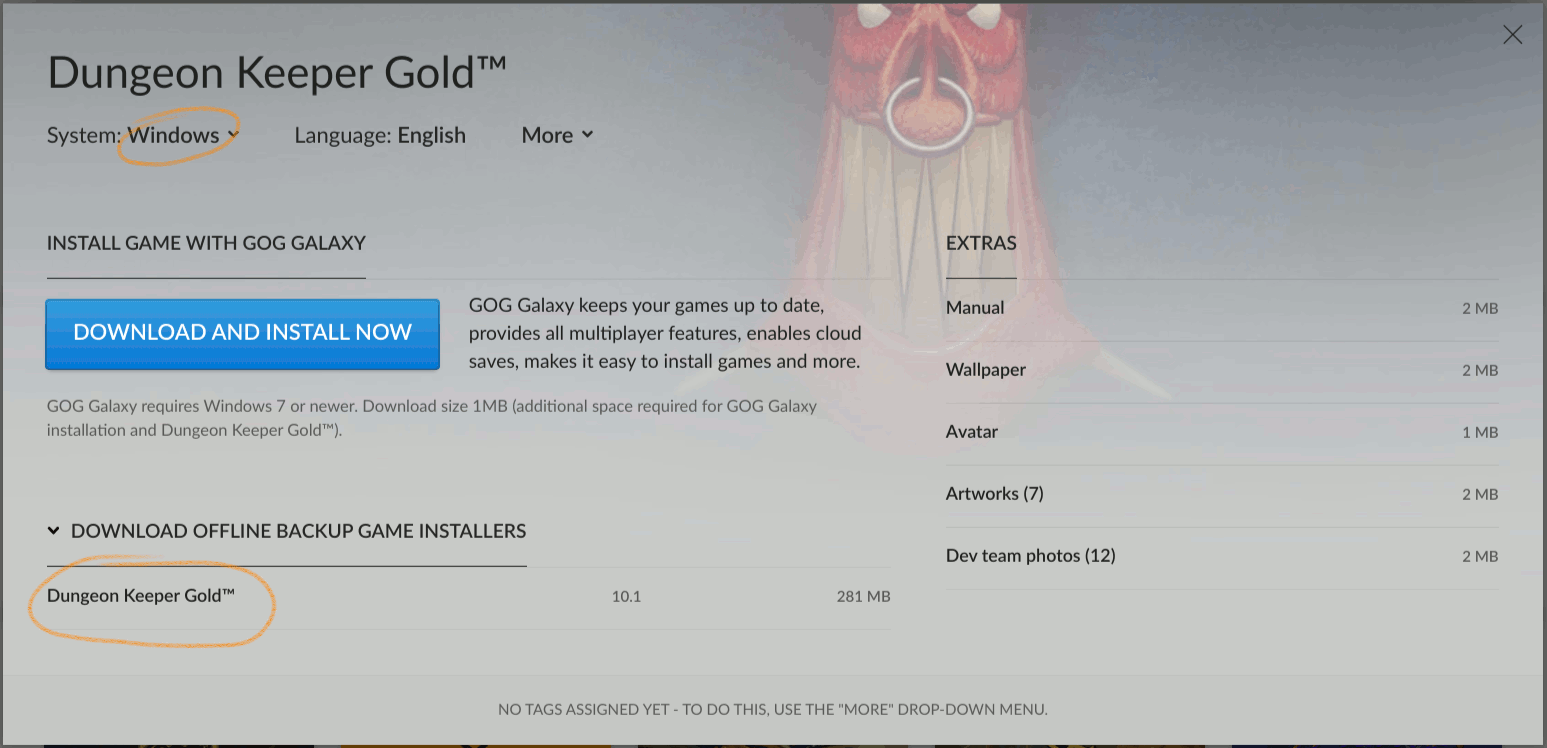 Dungeon Keeper Gold™
System: Windows Language: English More
INSTALL GAME WITH GOG GALAXY
DOWNLOAD AND INSTALL NOW
GOG Galaxy keeps your games up to date,
provides all multiplayer features, enables cloud
saves, makes it easy to install games and more.
GOG Galaxy requires Windows 7 or newer. Download size 1MB (additional space required for GOG Galaxy
installation and Dungeon Keeper Gold™).
DOWNLOAD OFFLINE BACKUP GAME INSTALLERS
Dungeon Keeper Gold™ 10.1 281 MB
EXTRAS
Manual 2 MB
Wallpaper 2 MB
Avatar 1 MB
Artworks (7) 2 MB
Dev team photos (12) 2 MB
NO TAGS ASSIGNED YET - TO DO THIS, USE THE "MORE" DROP-DOWN MENU.